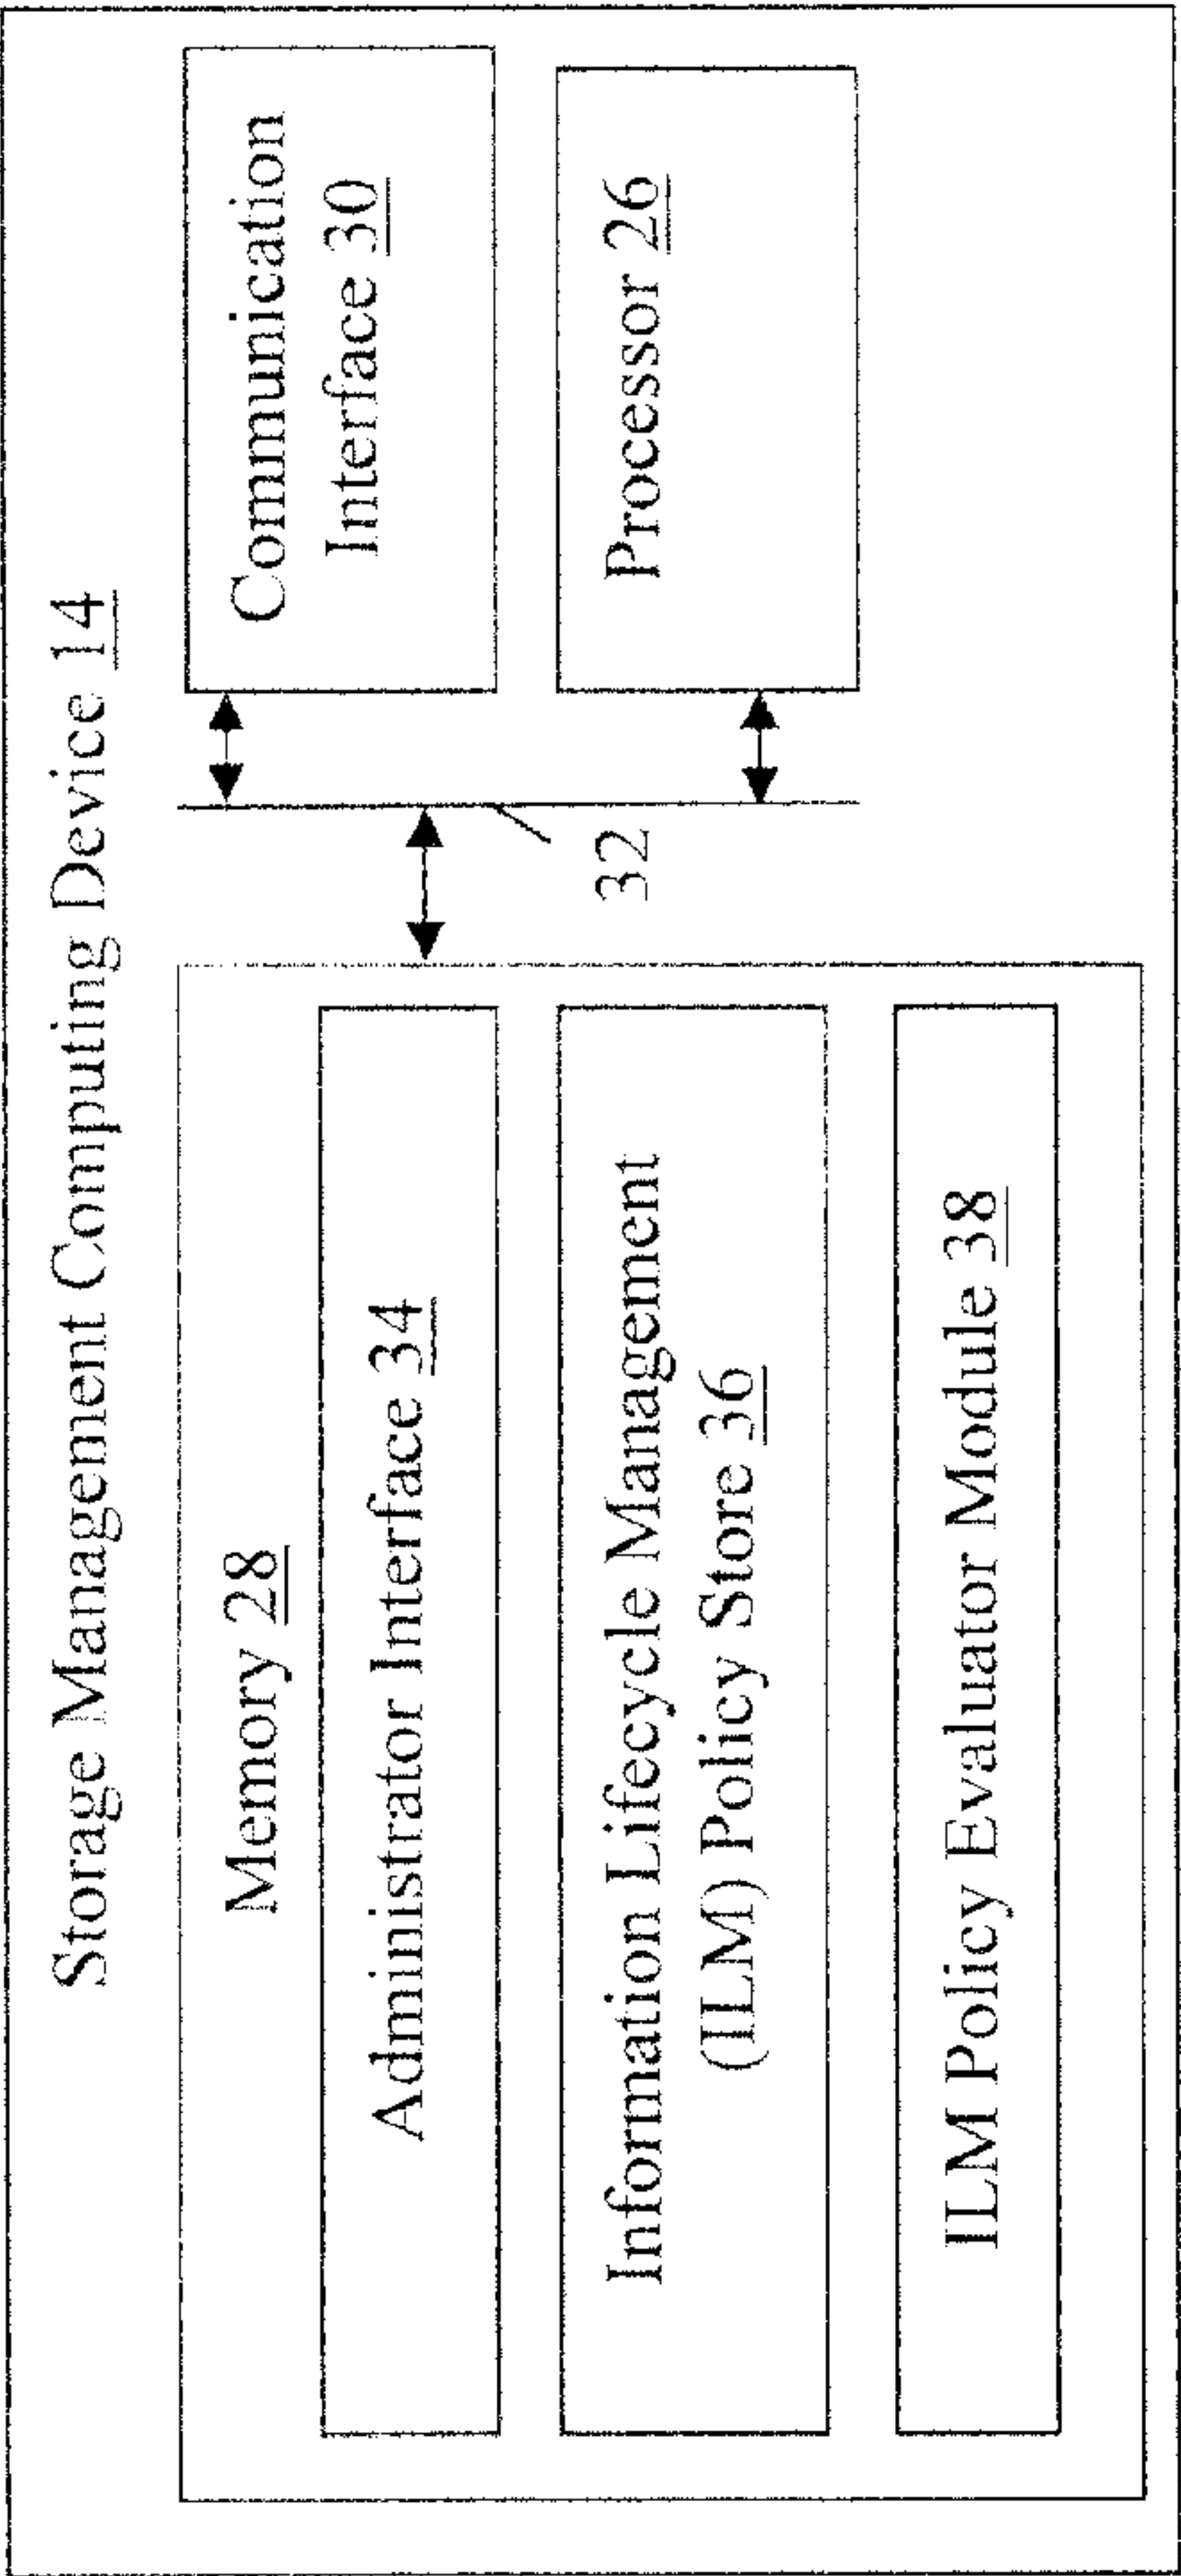 Storage Management Computing Device 14
Memory 28
Administrator Interface 34
Information Lifecycle Management
(ILM) Policy Store 36
ILM Policy Evaluator Module 38
32
Communication
Interface 30
Processor 26